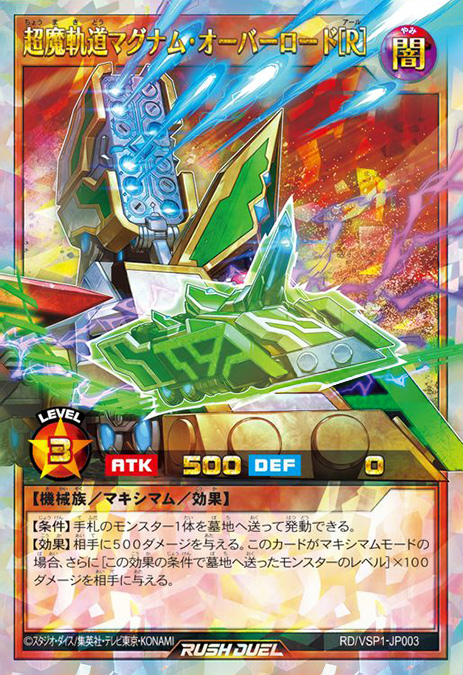 超魔軌道マグナム・オーバーロード[R]
闇
LEVEL
3
ATK 500 DEF 0
【機械族／マキシマム／効果】
【条件】手札のモンスター1体を墓地へ送って発動できる。
【効果】相手に500ダメージを与える。このカードがマキシマムモードの
場合、さらに[この効果の条件で墓地へ送ったモンスターのレベル]×100
ダメージを相手に与える。
©スタジオ・ダイス/集英社・テレビ東京・KONAMI
RUSH DUEL
RD/VSP1-JP003